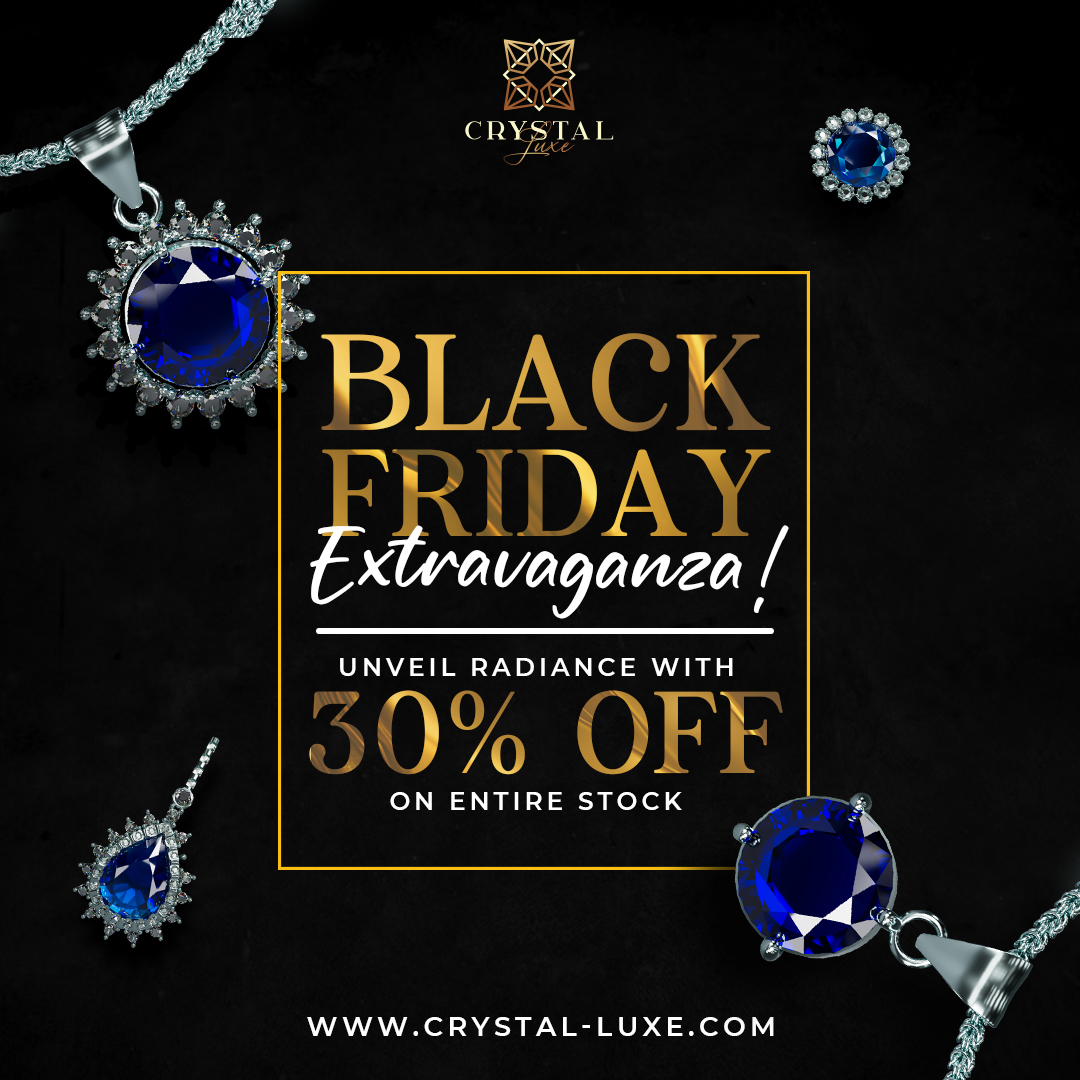 CRYSTAL
Luxe
BLACK
FRIDAY
Extravaganza!
UNVEIL RADIANCE WITH
30% OFF
ON ENTIRE STOCK
WWW.CRYSTAL-LUXE.COM